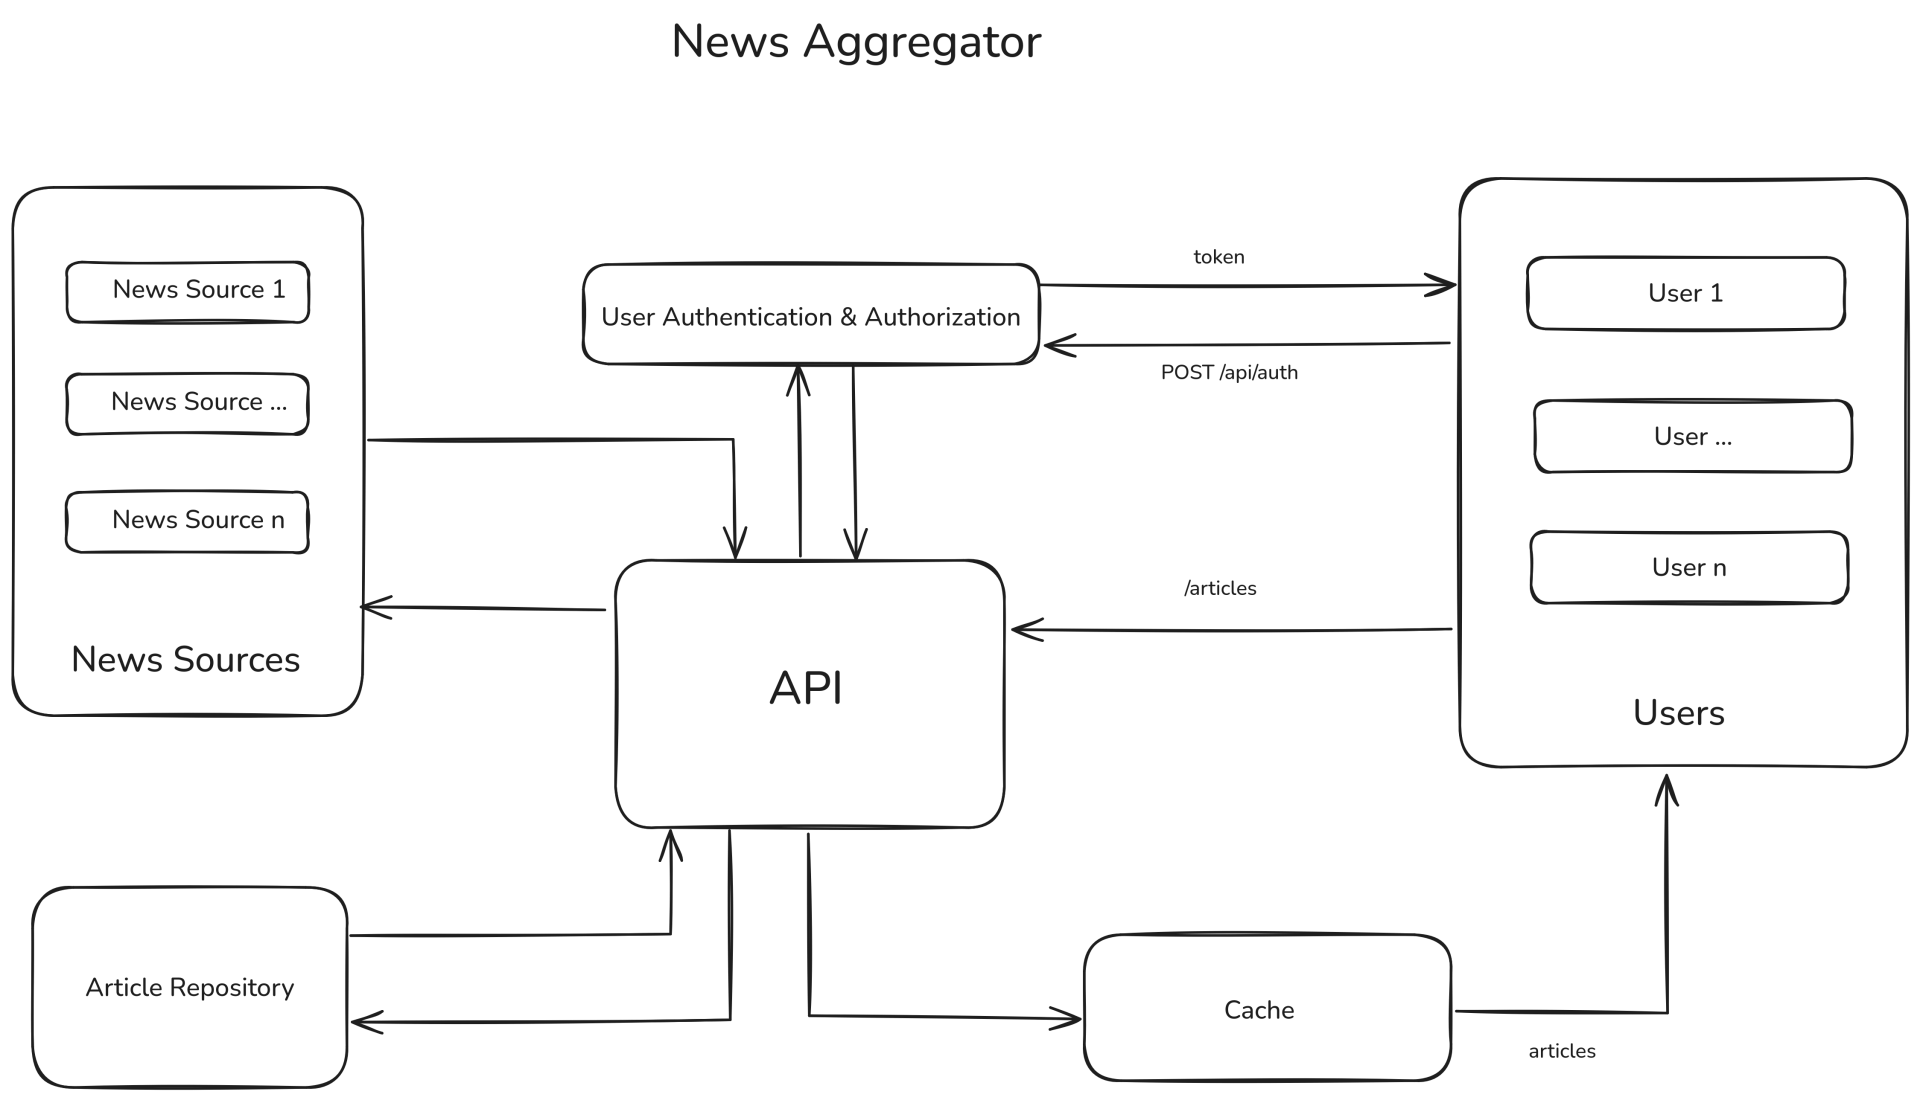 News Aggregator
News Source 1
News Source ...
News Source n
News Sources
User Authentication & Authorization
token
POST /api/auth
User 1
User ...
User n
Users
/articles
API
Article Repository
Cache
articles